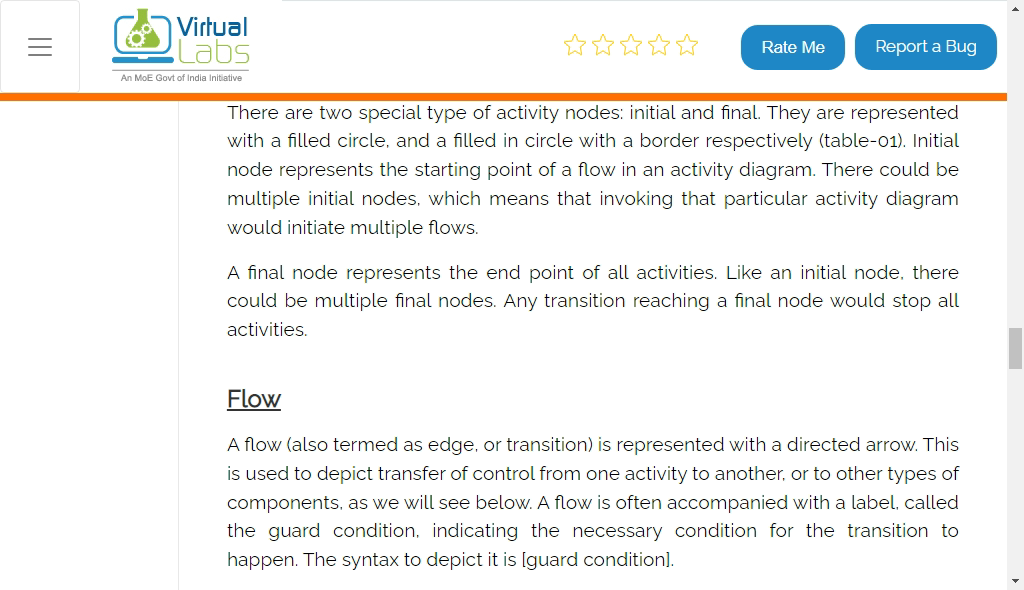 Virtual
Labs
An MoE Govt of India Initiative
Rate Me
Report a Bug
There are two special type of activity nodes: initial and final. They are represented
with a filled circle, and a filled in circle with a border respectively (table-01). Initial
node represents the starting point of a flow in an activity diagram. There could be
multiple initial nodes, which means that invoking that particular activity diagram
would initiate multiple flows.
A final node represents the end point of all activities. Like an initial node, there
could be multiple final nodes. Any transition reaching a final node would stop all
activities.
Flow
A flow (also termed as edge, or transition) is represented with a directed arrow. This
is used to depict transfer of control from one activity to another, or to other types of
components, as we will see below. A flow is often accompanied with a label, called
the guard condition, indicating the necessary condition for the transition to
happen. The syntax to depict it is [guard condition].